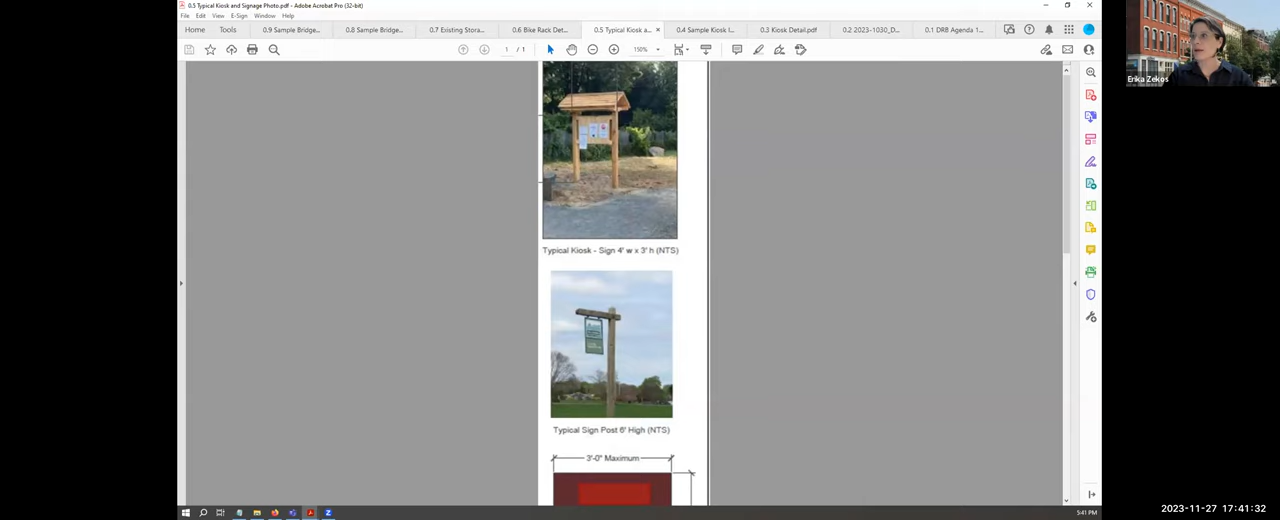 0.5 Typical Kiosk and Signage Photo.pdf - Adobe Acrobat Pro (32-bit)
File Edit View E-Sign Window Help
Home Tools 0.9 Sample Bridge... 0.8 Sample Bridge... 0.7 Existing Stora... 0.6 Bike Rack Det... 0.5 Typical Kiosk a... × 0.4 Sample Kiosk I... 0.3 Kiosk Detail.pdf 0.2 2023-1030_D... 0.1 DRB Agenda 1...
1 / 1 150%
Erika Zekos
Typical Kiosk - Sign 4' w x 3' h (NTS)
Typical Sign Post 6' High (NTS)
3'-0" Maximum
5:41 PM
2023-11-27 17:41:32